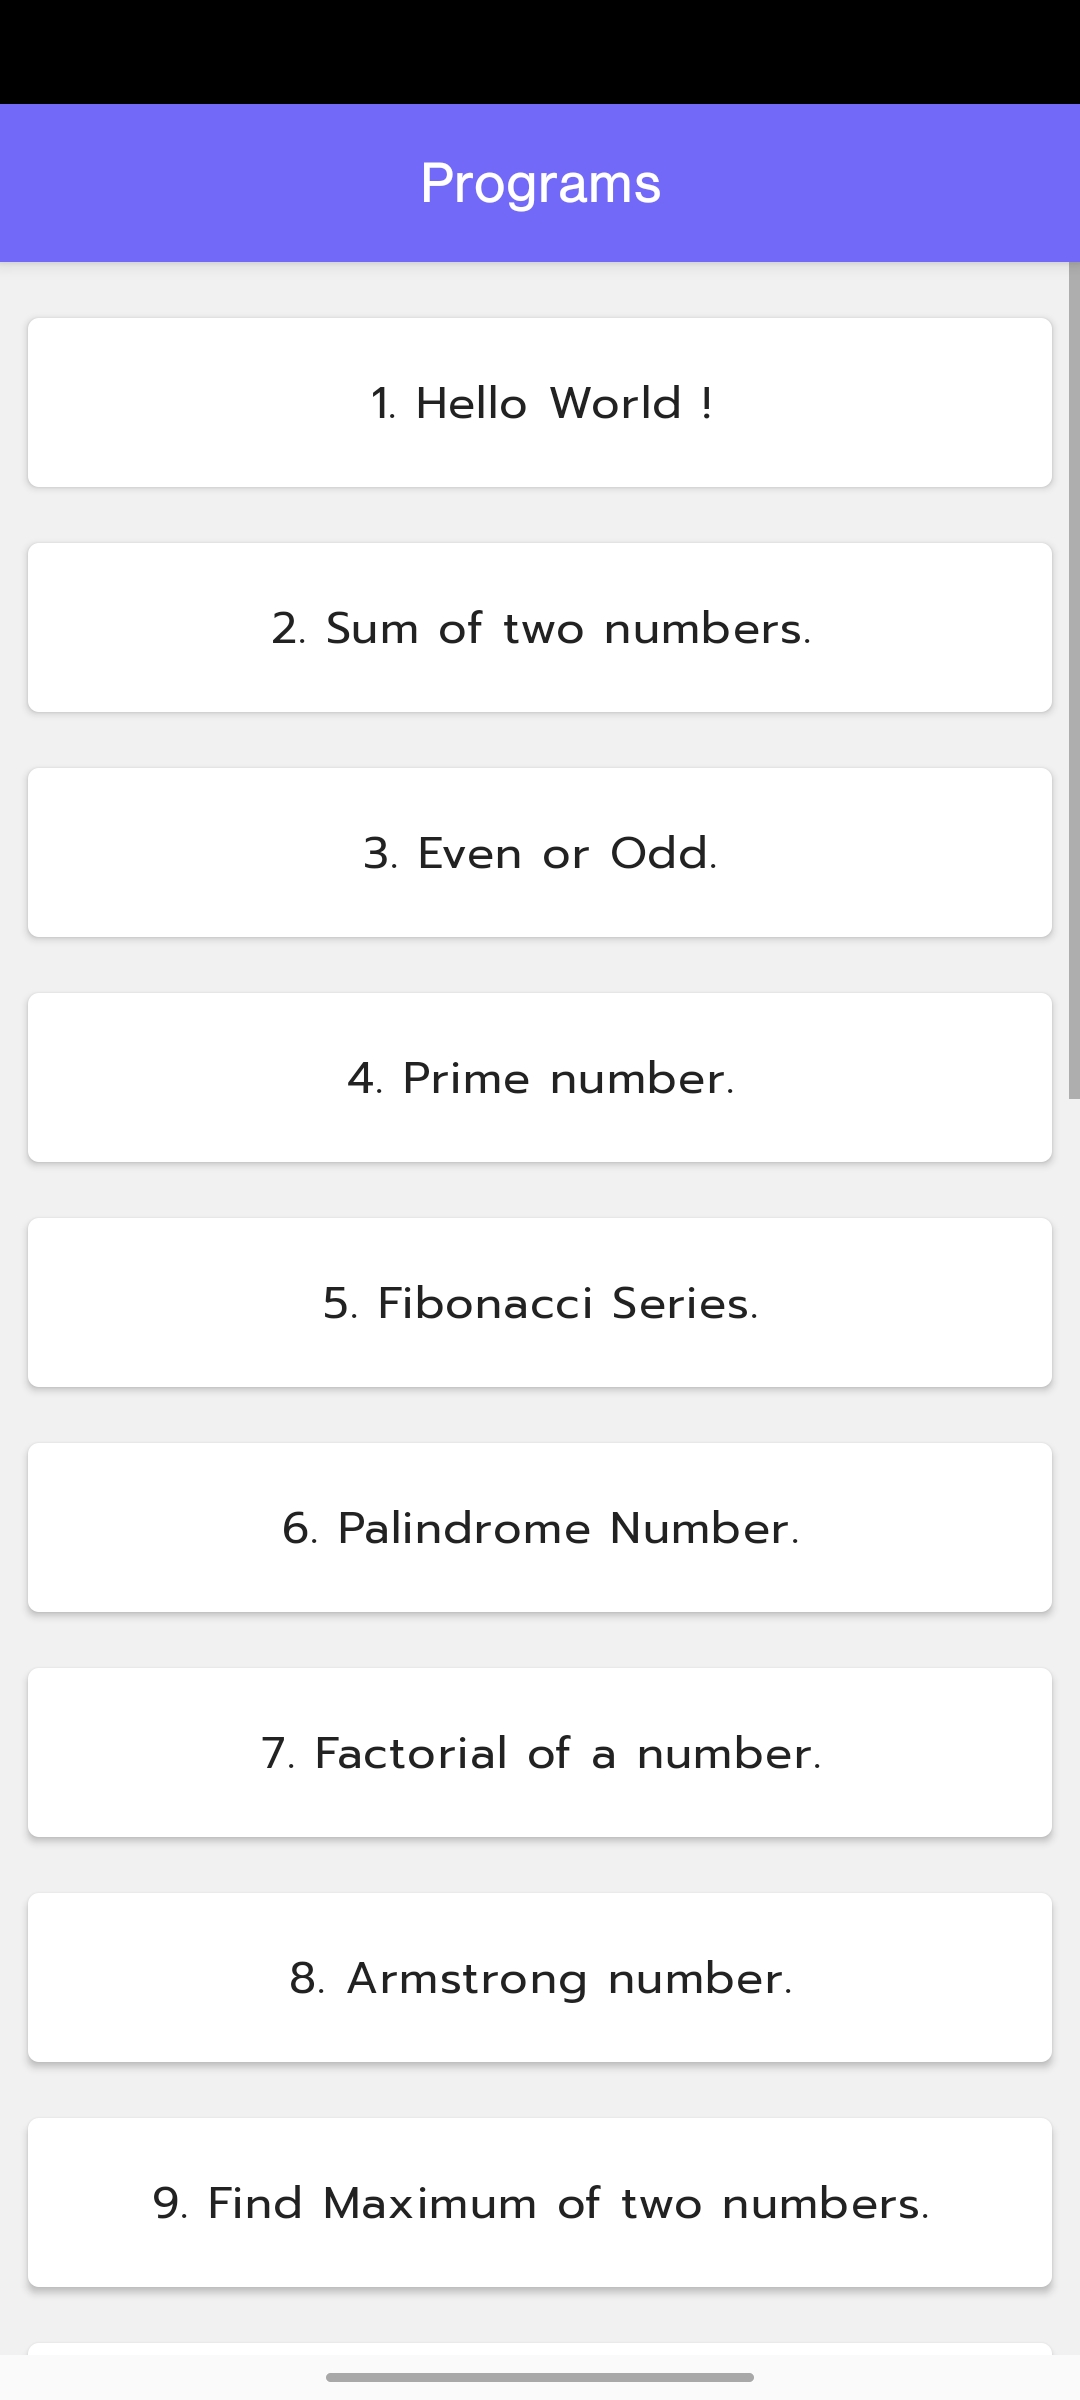 Programs
1. Hello World !
2. Sum of two numbers.
3. Even or Odd.
4. Prime number.
5. Fibonacci Series.
6. Palindrome Number.
7. Factorial of a number.
8. Armstrong number.
9. Find Maximum of two numbers.